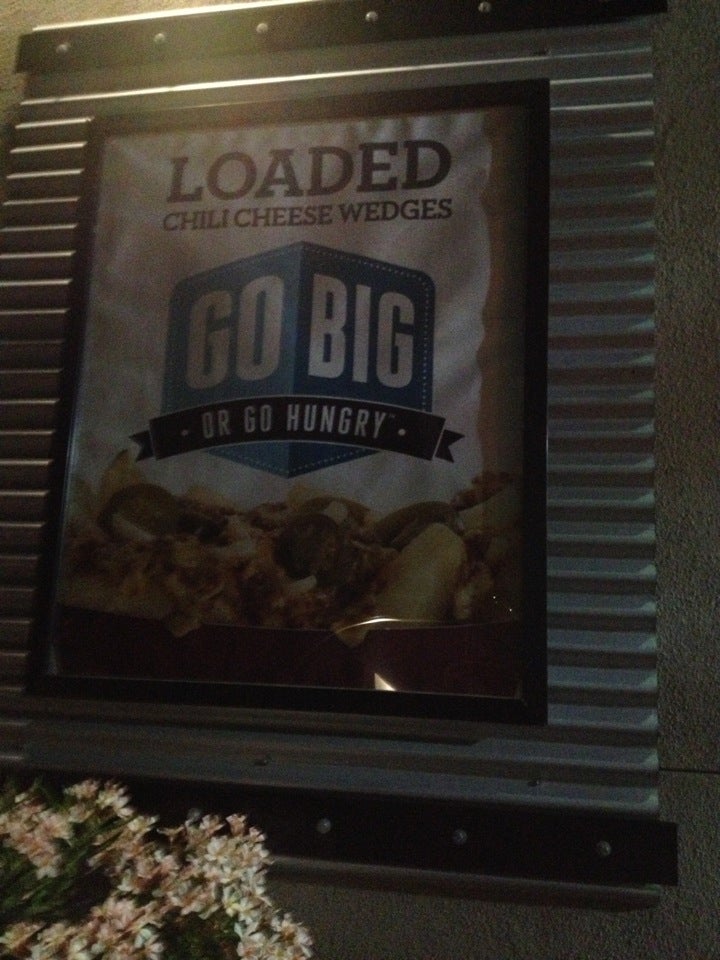 LOADED
CHILI CHEESE WEDGES
GO BIG
OR GO HUNGRY™